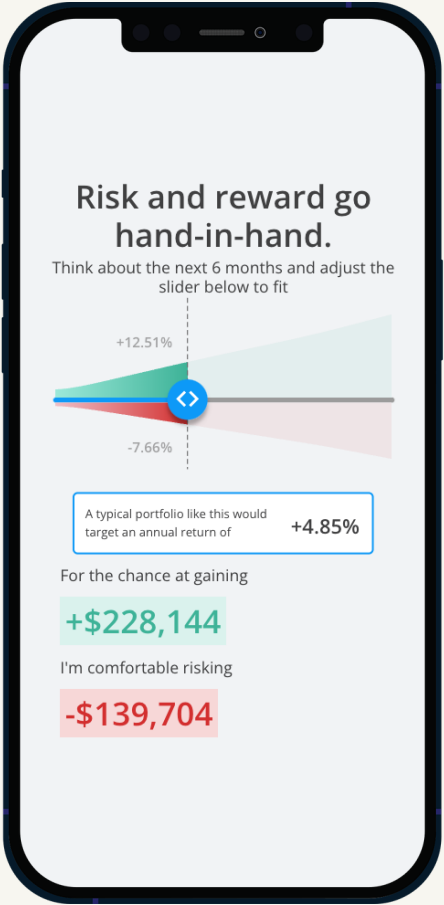 Risk and reward go
hand-in-hand.
Think about the next 6 months and adjust the
slider below to fit
+12.51%
-7.66%
A typical portfolio like this would
target an annual return of
+4.85%
For the chance at gaining
+$228,144
I'm comfortable risking
-$139,704